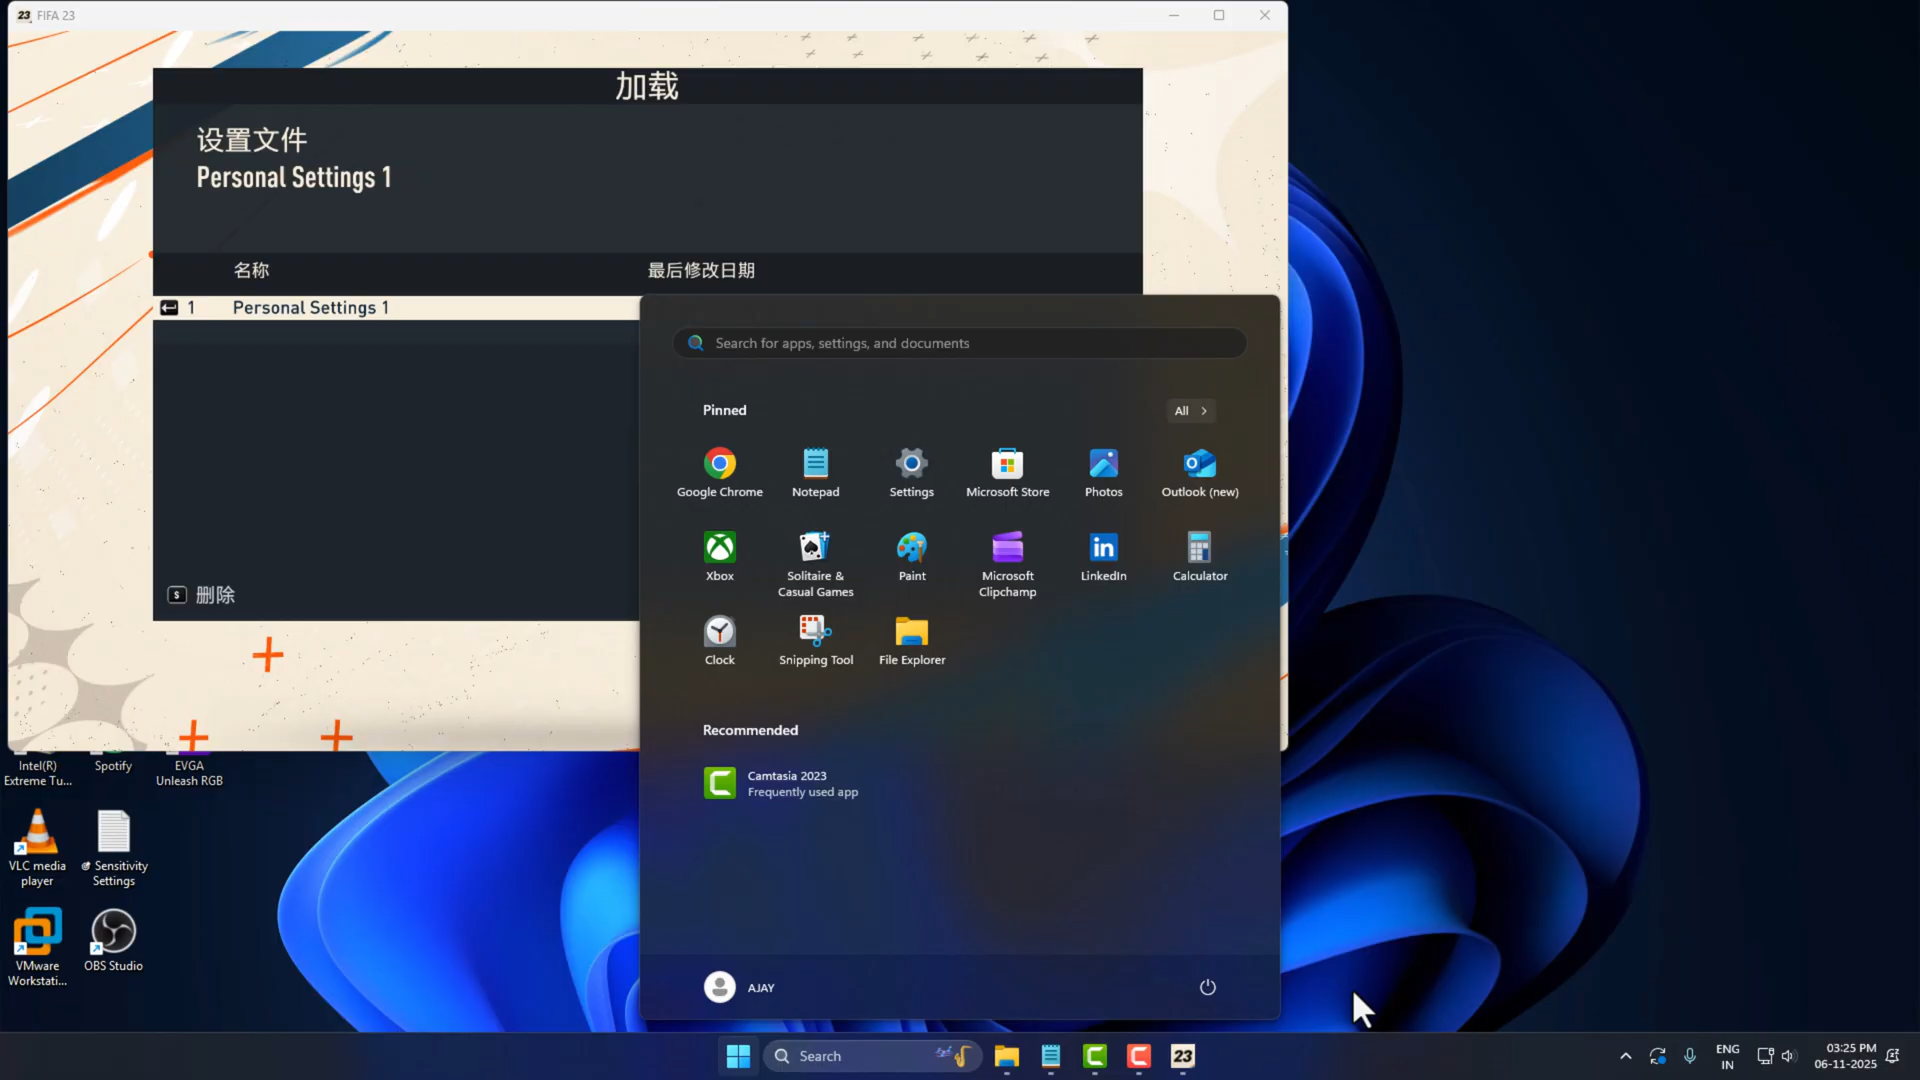 23 FIFA 23
加载
设置文件
Personal Settings 1
名称 最后修改日期
1 Personal Settings 1
S 删除
Search for apps, settings, and documents
Pinned
All
Google Chrome
Notepad
Settings
Microsoft Store
Photos
Outlook (new)
Xbox
Solitaire &
Casual Games
Paint
Microsoft
Clipchamp
LinkedIn
Calculator
Clock
Snipping Tool
File Explorer
Recommended
Camtasia 2023
Frequently used app
AJAY
Intel(R)
Extreme Tu...
Spotify
EVGA
Unleash RGB
VLC media
player
Sensitivity
Settings
VMware
Workstati...
OBS Studio
Search
23
ENG
IN
03:25 PM
06-11-2025